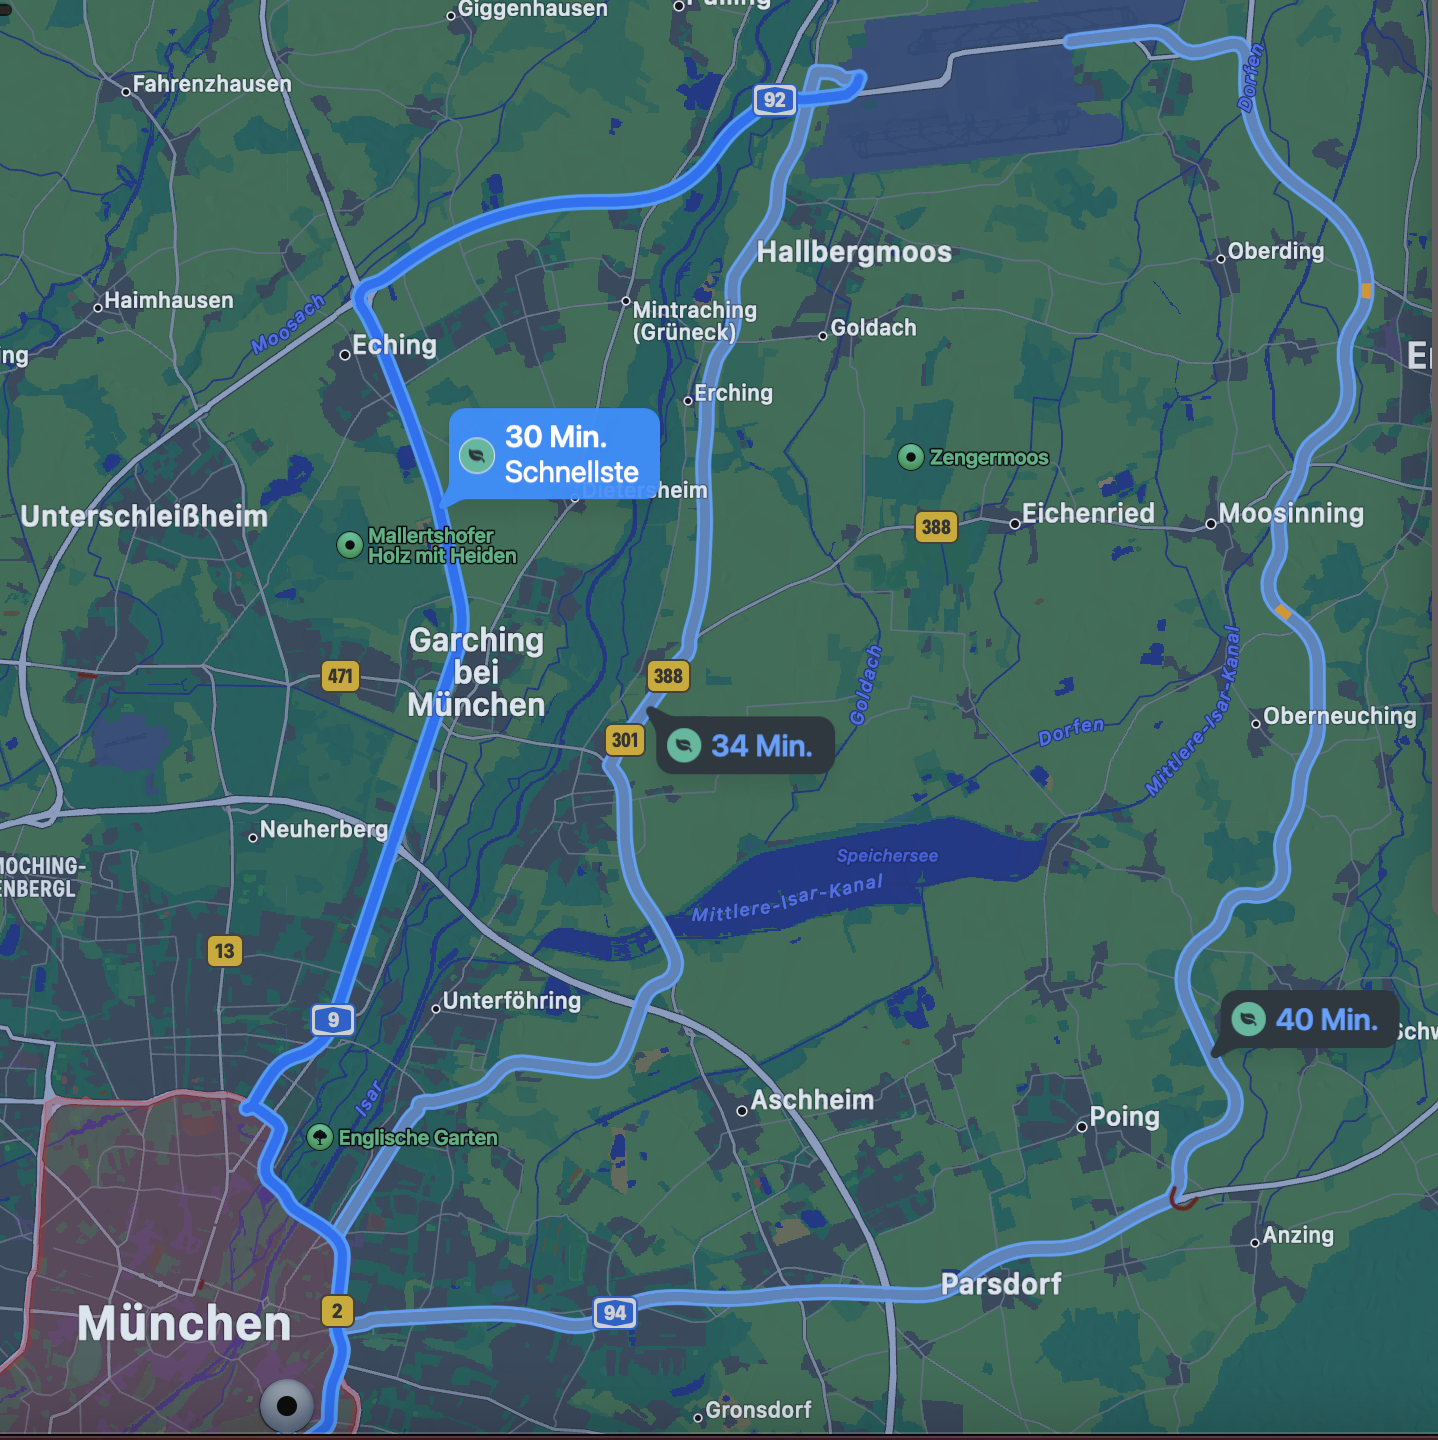 Giggenhausen
Fahrenzhausen
92
Dorfen
Hallbergmoos
Oberding
Haimhausen
Moosach
Mintraching
(Grüneck)
Goldach
Eching
Erching
30 Min.
Schnellste
Zengermoos
Dietersheim
Unterschleißheim
388
Eichenried
Moosinning
Mallertshofer
Holz mit Heiden
Garching
bei
München
471
388
Goldach
Mittlere-Isar-Kanal
Oberneuching
301
34 Min.
Dorfen
Neuherberg
Speichersee
Mittlere-Isar-Kanal
13
9
Unterföhring
40 Min.
Isar
Aschheim
Poing
Englische Garten
Anzing
Parsdorf
2
94
München
Gronsdorf